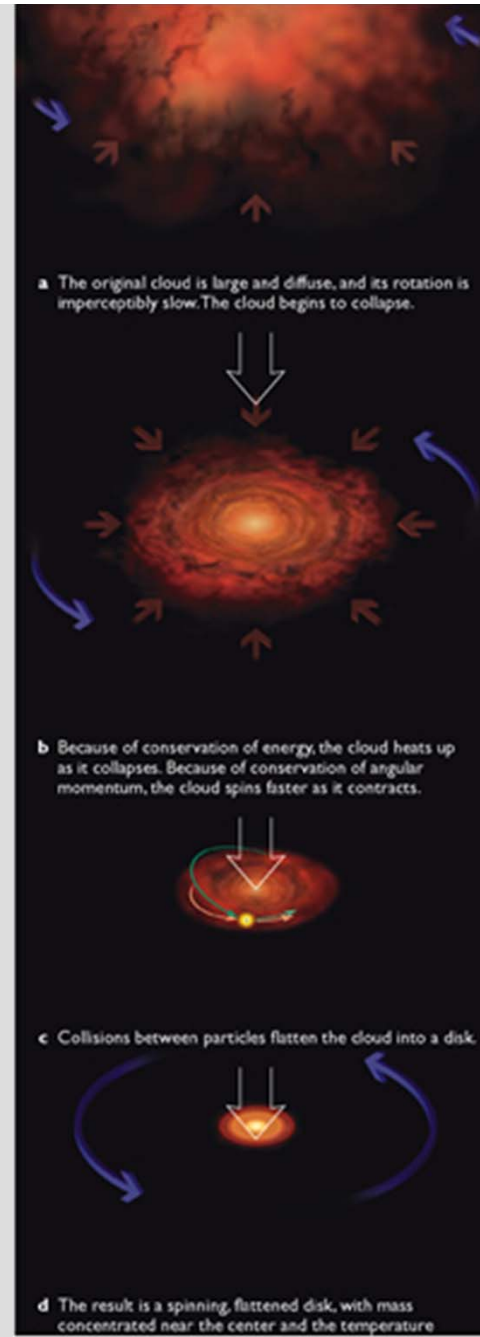 a The original cloud is large and diffuse, and its rotation is
imperceptibly slow. The cloud begins to collapse.
b Because of conservation of energy, the cloud heats up
as it collapses. Because of conservation of angular
momentum, the cloud spins faster as it contracts.
c Collisions between particles flatten the cloud into a disk.
d The result is a spinning, flattened disk, with mass
concentrated near the center and the temperature